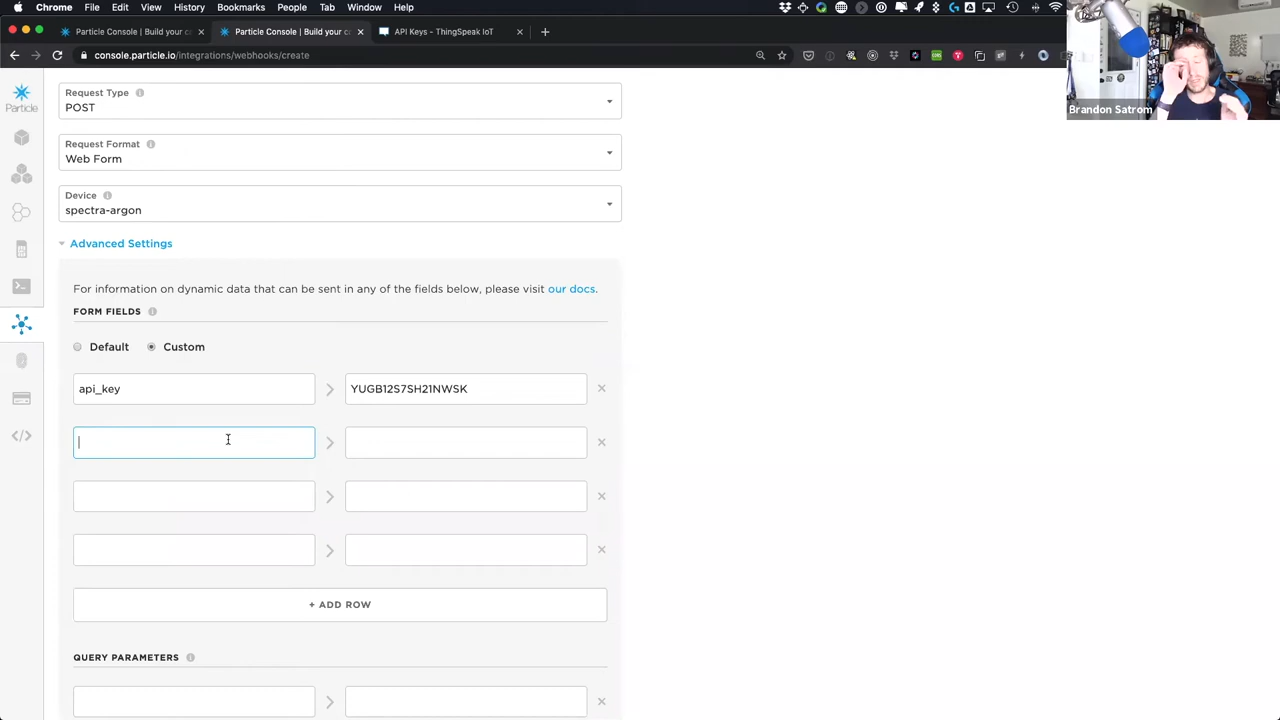 Chrome File Edit View History Bookmarks People Tab Window Help
Particle Console | Build your c
Particle Console | Build your c
API Keys - ThingSpeak IoT
console.particle.io/integrations/webhooks/create
Particle
Request Type
POST
Request Format
Web Form
Device
spectra-argon
Advanced Settings
For information on dynamic data that can be sent in any of the fields below, please visit our docs.
FORM FIELDS
Default Custom
api_key YUGB12S7SH21NWSK
+ ADD ROW
QUERY PARAMETERS
Brandon Satrom